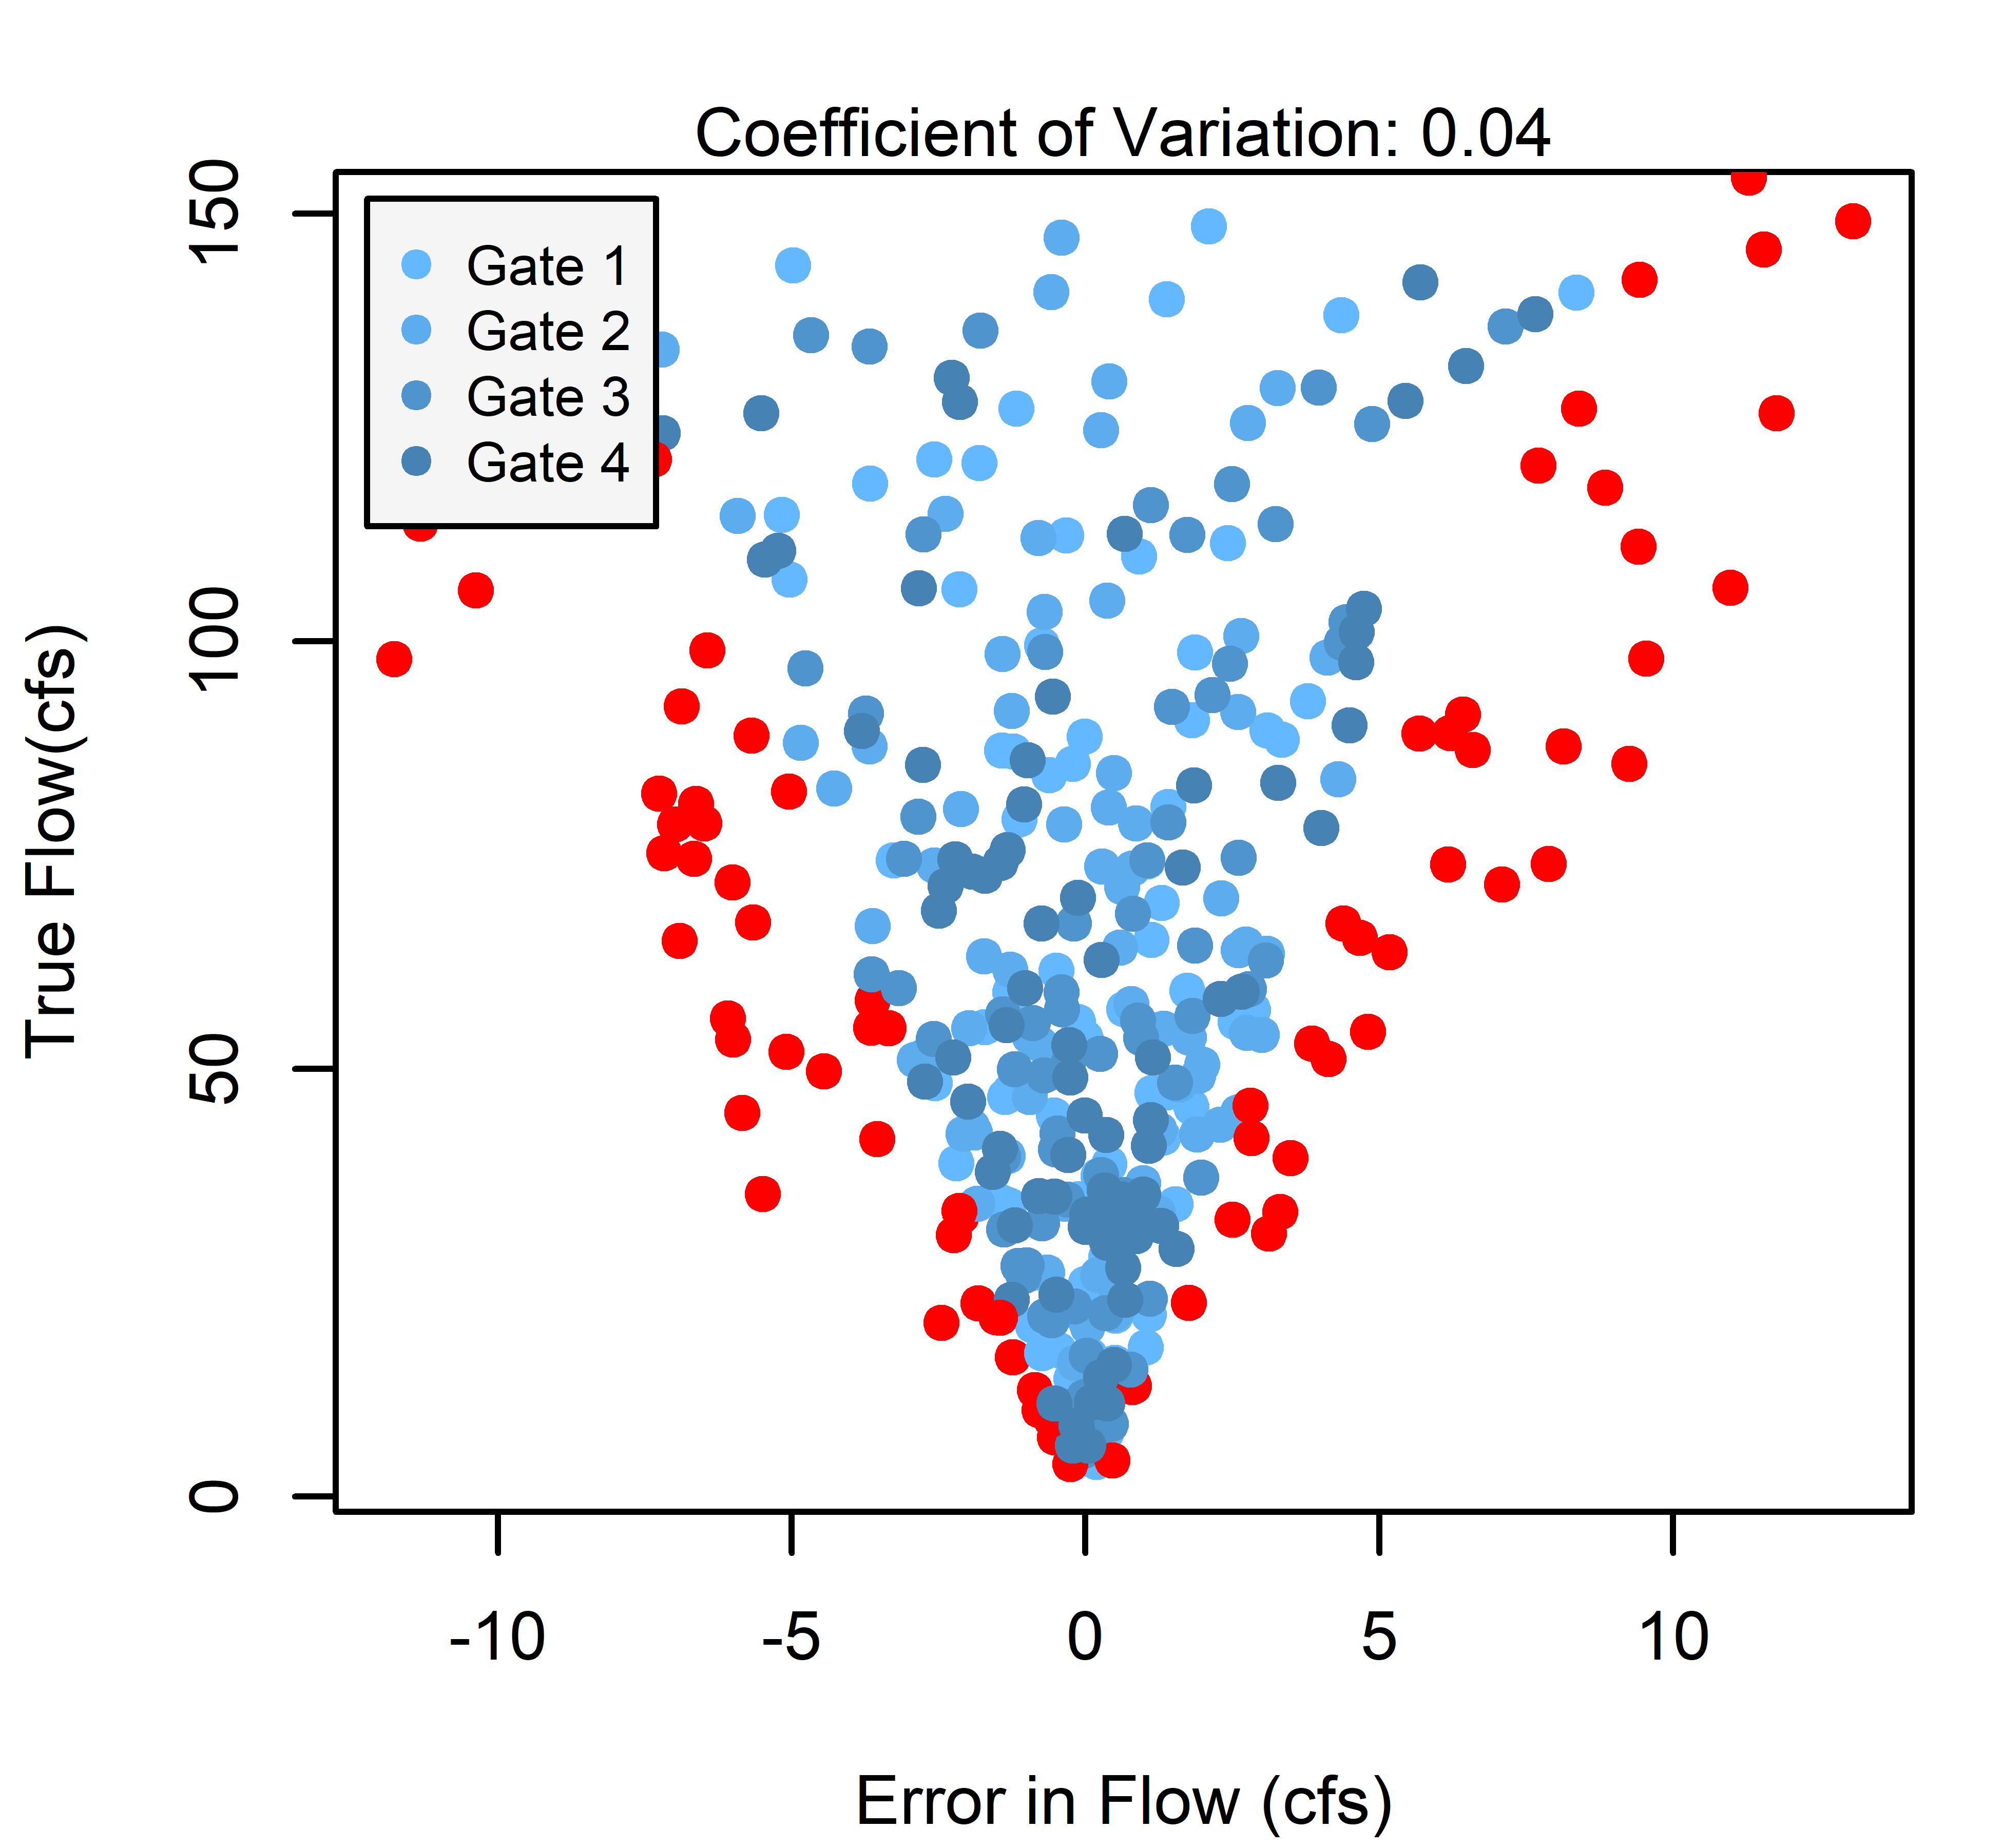 Coefficient of Variation: 0.04
150
100
50
0
True Flow(cfs)
Gate 1
Gate 2
Gate 3
Gate 4
-10 -5 0 5 10
Error in Flow (cfs)